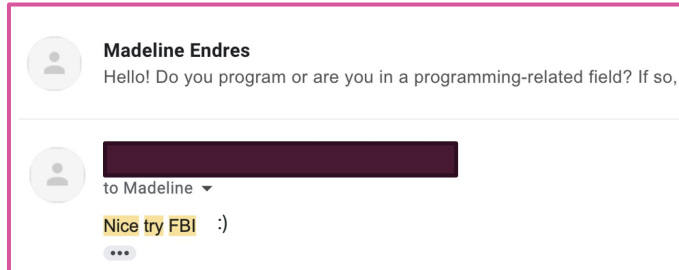 Madeline Endres
Hello! Do you program or are you in a programming-related field? If so,
to Madeline
Nice try FBI :)